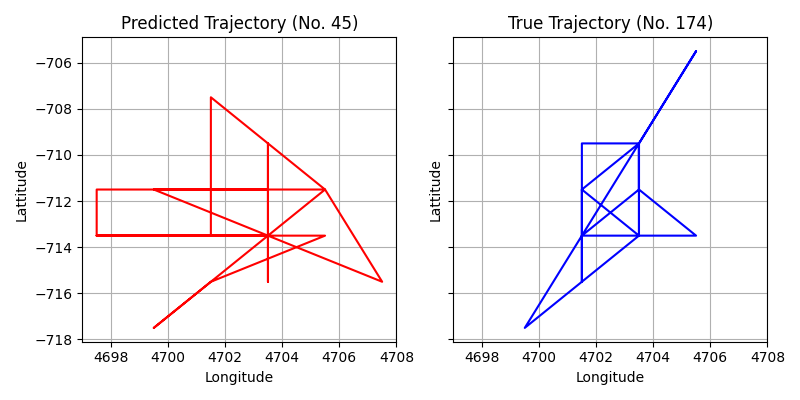 Predicted Trajectory (No. 45)
True Trajectory (No. 174)
Lattitude
−706
−708
−710
−712
−714
−716
−718
4698 4700 4702 4704 4706 4708
Longitude
Lattitude
4698 4700 4702 4704 4706 4708
Longitude